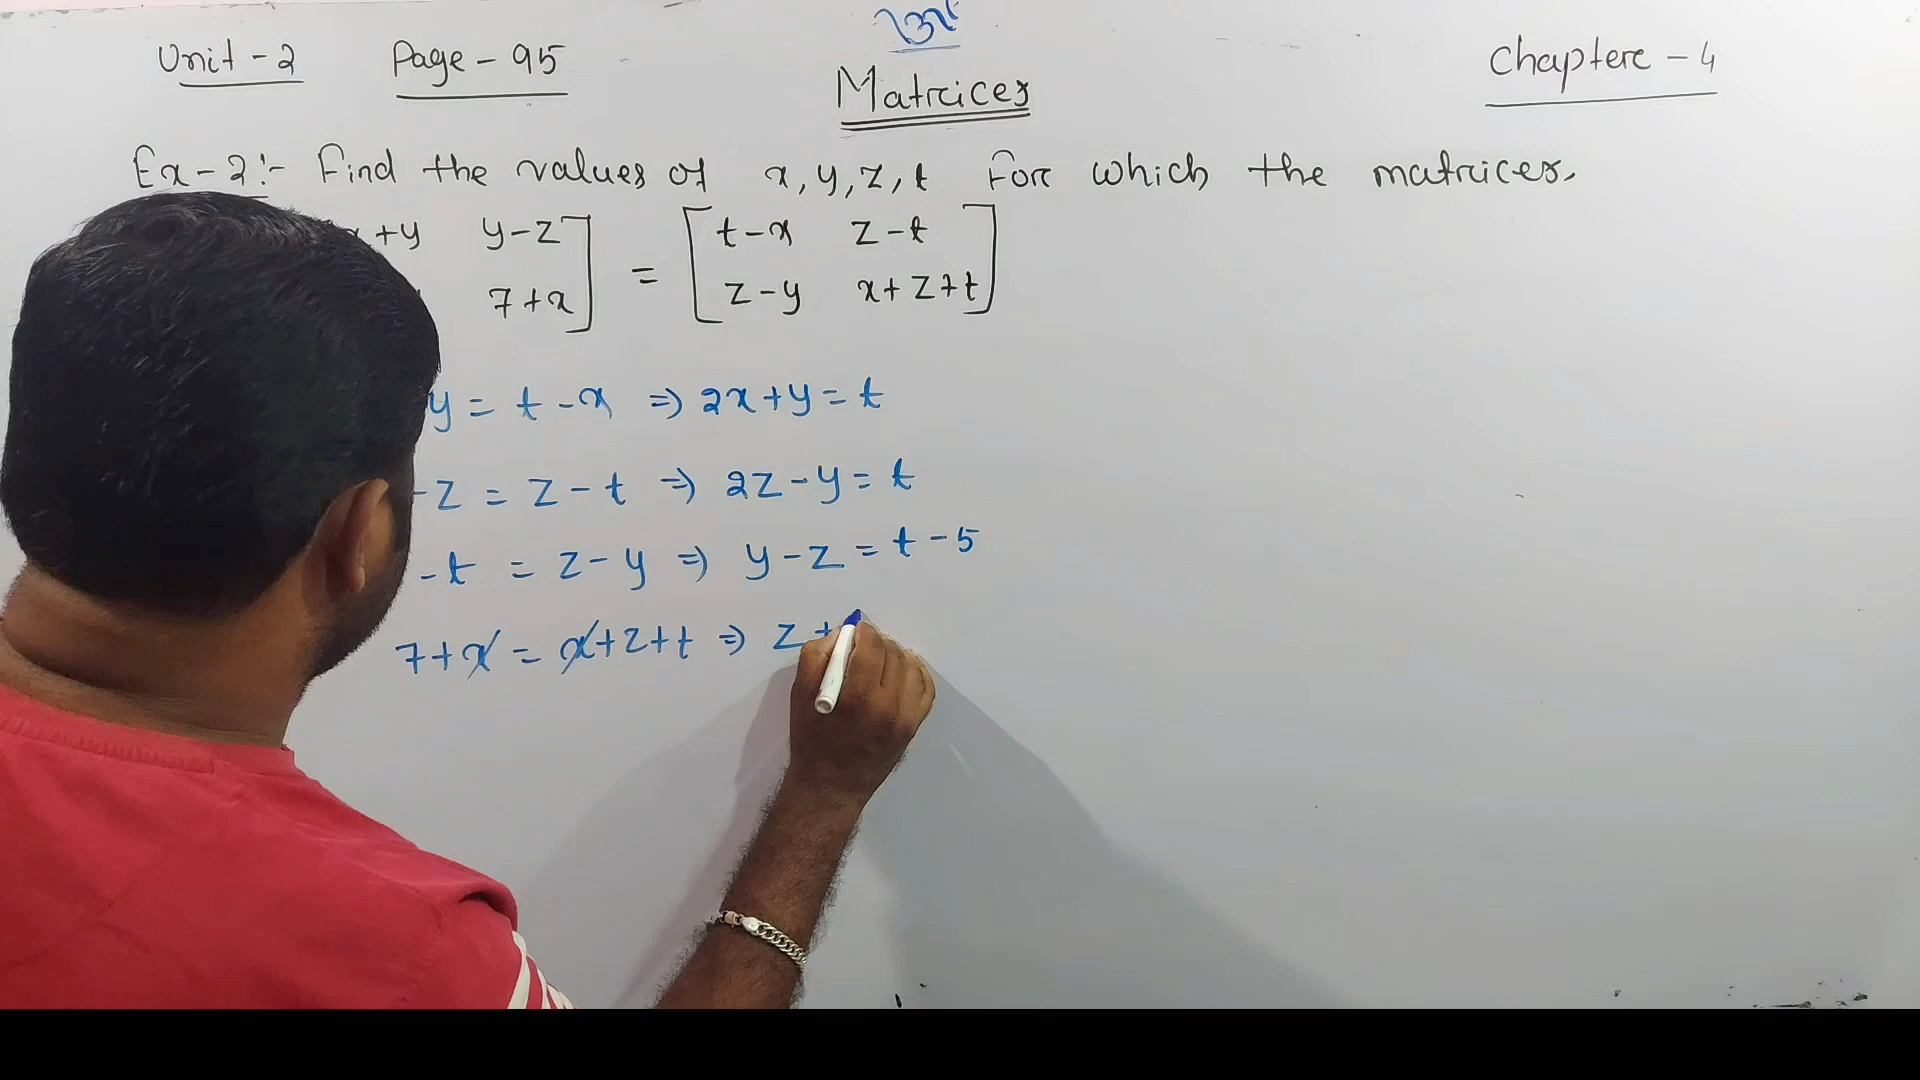 Unit - 2 Page - 95 Chapter - 4
Matrices
Ex-2:- Find the values of x, y, z, t for which the matrices.
x+y y-z] = [t-x z-t
7+x] z-y x+z+t]
y = t - x => 2x+y = t
-z = z-t => 2z-y = t
-t = z-y => y-z = t-5
7+x = x+z+t => z+